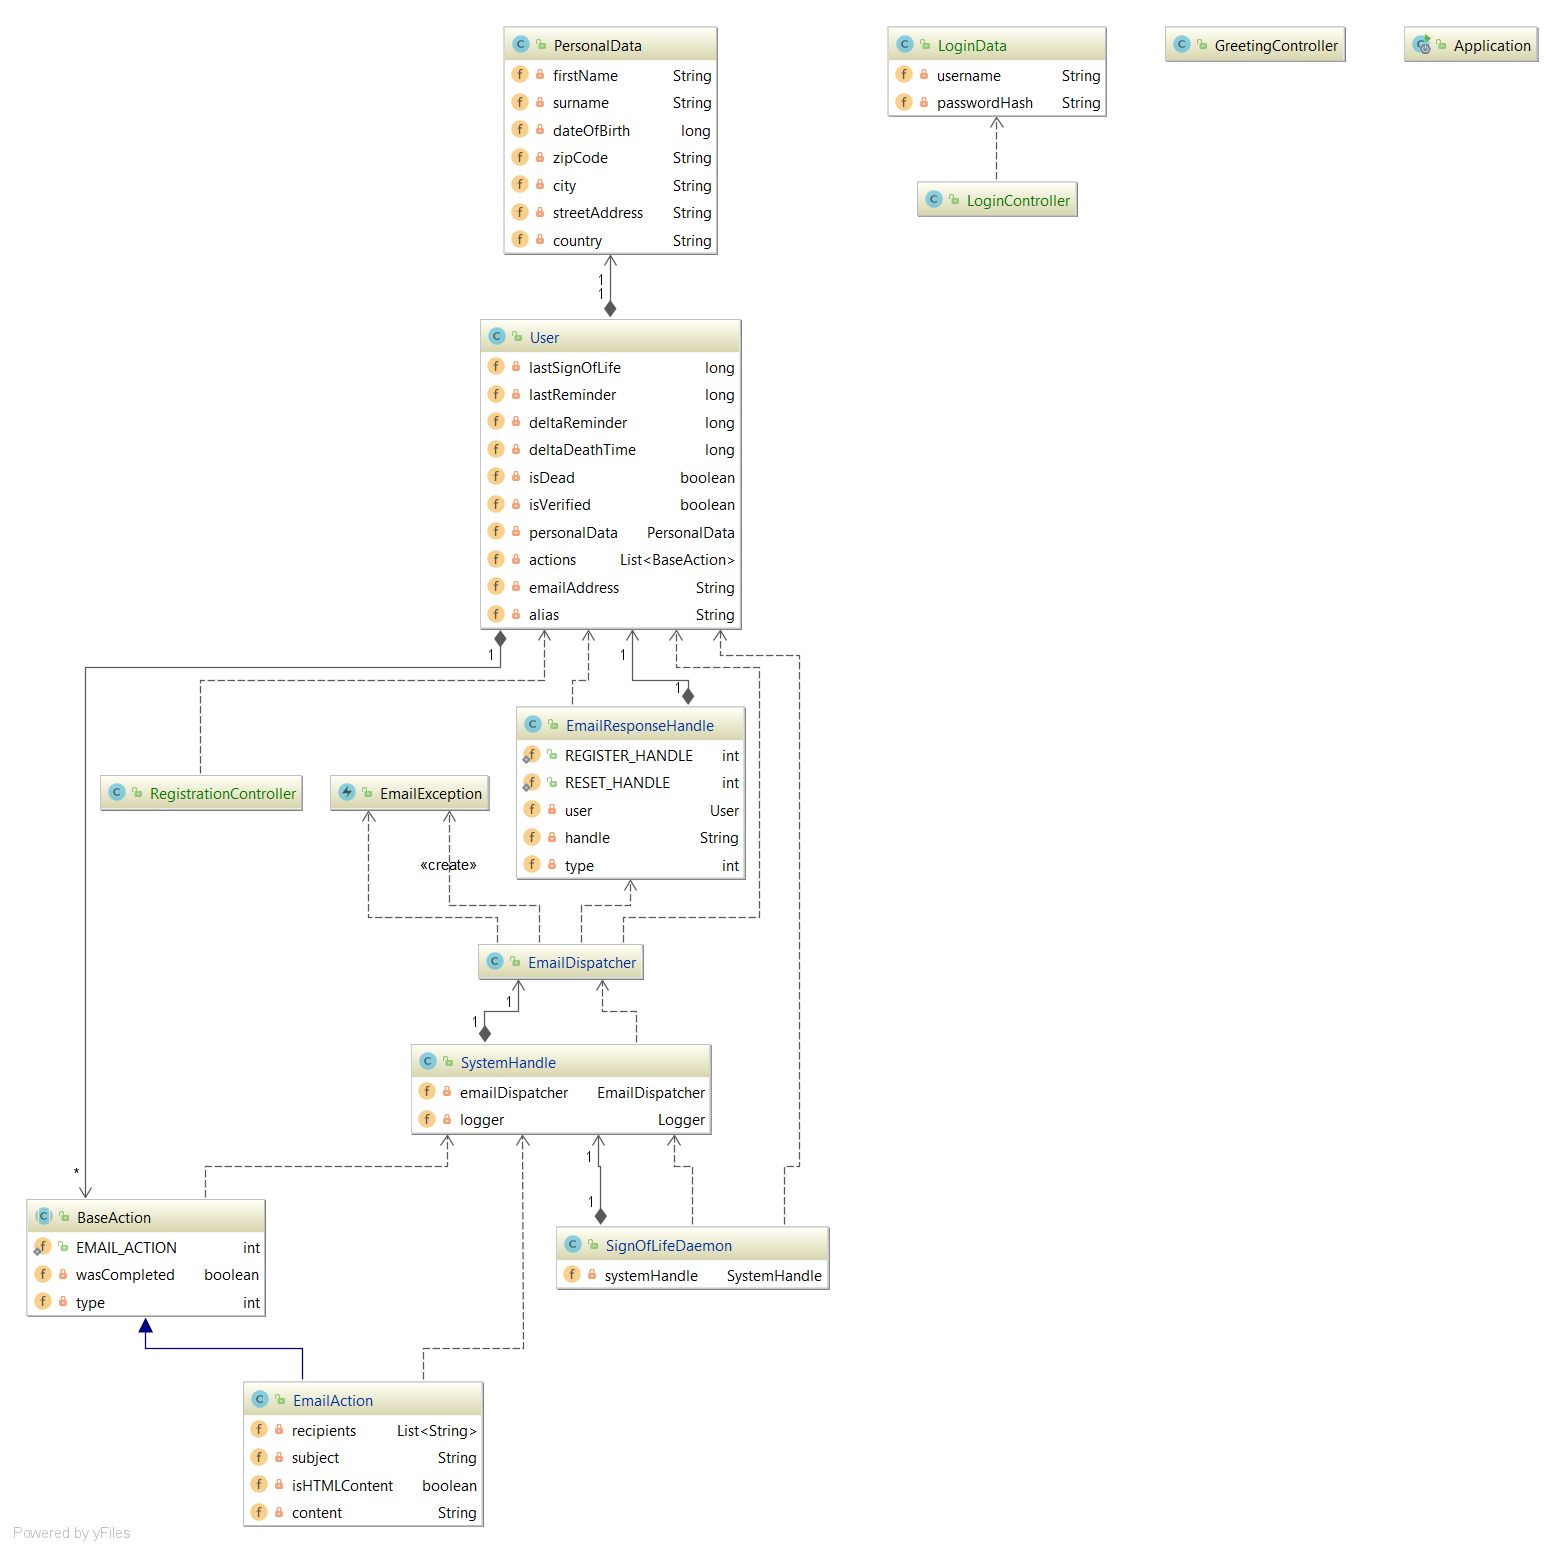 PersonalData
firstName String
surname String
dateOfBirth long
zipCode String
city String
streetAddress String
country String
LoginData
username String
passwordHash String
LoginController
GreetingController
Application
1
1
User
lastSignOfLife long
lastReminder long
deltaReminder long
deltaDeathTime long
isDead boolean
isVerified boolean
personalData PersonalData
actions List<BaseAction>
emailAddress String
alias String
1
1
1
EmailResponseHandle
REGISTER_HANDLE int
RESET_HANDLE int
user User
handle String
type int
RegistrationController
EmailException
«create»
EmailDispatcher
1
1
SystemHandle
emailDispatcher EmailDispatcher
logger Logger
1
1
*
BaseAction
EMAIL_ACTION int
wasCompleted boolean
type int
SignOfLifeDaemon
systemHandle SystemHandle
EmailAction
recipients List<String>
subject String
isHTMLContent boolean
content String
Powered by yFiles